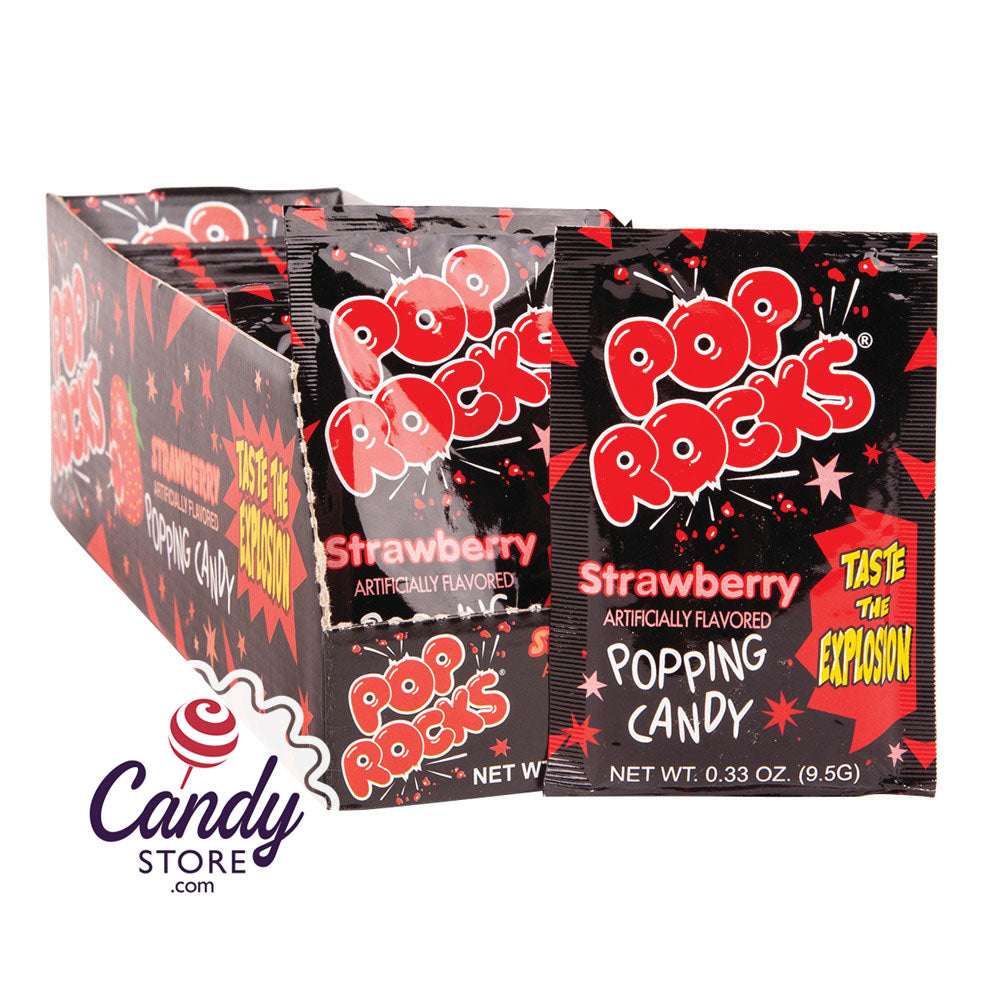 POP
POP
ROCKS
STRAWBERRY
ARTIFICIALLY FLAVORED
POPPING CANDY
TASTE THE
EXPLOSION
POP
ROCKS
Strawberry
ARTIFICIALLY FLAVORED
POP
ROCKS®
NET W
POP
ROCKS®
Strawberry
ARTIFICIALLY FLAVORED
POPPING
CANDY
TASTE
THE
EXPLOSION
NET WT. 0.33 OZ. (9.5G)
Candy
STORE
.com